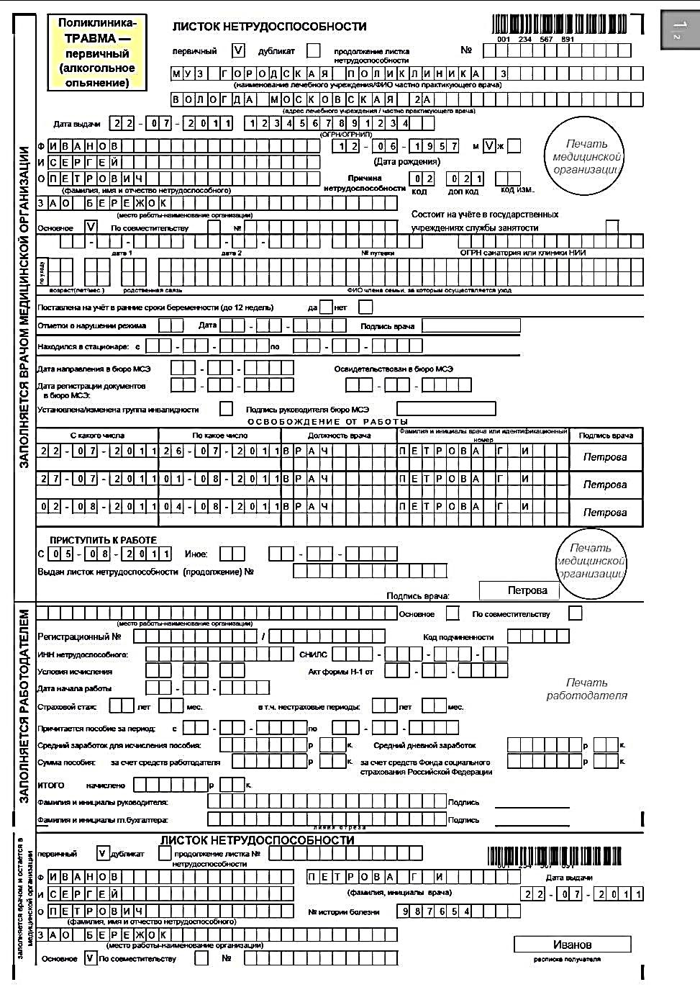 Поликлиника-
ТРАВМА —
первичный
(алкогольное
опьянение)
1/2
ЛИСТОК НЕТРУДОСПОСОБНОСТИ
001 234 567 891
первичный V дубликат продолжение листка нетрудоспособности №
МУЗ ГОРОДСКАЯ ПОЛИКЛИНИКА 3
(наименование лечебного учреждения/ФИО частно практикующего врача)
ВОЛОГДА МОСКОВСКАЯ 2А
(адрес лечебного учреждения / частно практикующего врача)
Дата выдачи 22-07-2011 1234567891234
(ОГРН/ОГРНИП)
Ф ИВАНОВ 12-06-1957 м V ж
И СЕРГЕЙ (Дата рождения)
О ПЕТРОВИЧ Причина нетрудоспособности 02 021
(фамилия, имя и отчество нетрудоспособного) код доп код код изм.
Печать
медицинской
организации
ЗАО БЕРЕЖОК
(место работы-наименование организации)
Состоит на учёте в государственных
учреждениях службы занятости
Основное V По совместительству №
дата 1 дата 2 № путевки ОГРН санатория или клиники НИИ
по уходу
возраст(лет/мес.) родственная связь ФИО члена семьи, за которым осуществляется уход
Поставлена на учёт в ранние сроки беременности (до 12 недель) да нет
Отметки о нарушении режима Дата - - Подпись врача
Находился в стационаре: с - - по - -
Дата направления в бюро МСЭ - - Освидетельствован в бюро МСЭ
Дата регистрации документов - - - -
в бюро МСЭ:
Установлена/изменена группа инвалидности Подпись руководителя бюро МСЭ
ОСВОБОЖДЕНИЕ ОТ РАБОТЫ
С какого числа По какое число Должность врача Фамилия и инициалы врача или идентификационный номер Подпись врача
22-07-2011 26-07-2011 ВРАЧ ПЕТРОВА Г И Петрова
27-07-2011 01-08-2011 ВРАЧ ПЕТРОВА Г И Петрова
02-08-2011 04-08-2011 ВРАЧ ПЕТРОВА Г И Петрова
ПРИСТУПИТЬ К РАБОТЕ
С 05-08-2011 Иное: - -
Выдан листок нетрудоспособности (продолжение) №
Печать
медицинской
организации
Подпись врача: Петрова
ЗАПОЛНЯЕТСЯ ВРАЧОМ МЕДИЦИНСКОЙ ОРГАНИЗАЦИИ
Основное По совместительству
(место работы-наименование организации)
Регистрационный № / Код подчиненности
ИНН нетрудоспособного: СНИЛС - - -
Условия исчисления Акт формы Н-1 от - -
Дата начала работы - -
Печать
работодателя
Страховой стаж: лет мес. в т.ч. нестраховые периоды: лет мес.
Причитается пособие за период: с - - по - -
Средний заработок для исчисления пособия: р к. Средний дневной заработок р к.
Сумма пособия: за счет средств работодателя р к. за счет средств Фонда социального р к.
страхования Российской Федерации
ИТОГО начислено р к.
Фамилия и инициалы руководителя: Подпись
Фамилия и инициалы гл.бухгалтера: Подпись
ЗАПОЛНЯЕТСЯ РАБОТОДАТЕЛЕМ
линия отреза
ЛИСТОК НЕТРУДОСПОСОБНОСТИ
первичный V дубликат продолжение листка № нетрудоспособности
001 234 567 891
Ф ИВАНОВ ПЕТРОВА Г И Дата выдачи
И СЕРГЕЙ (фамилия, инициалы врача) 22-07-2011
О ПЕТРОВИЧ № истории болезни 987654
(фамилия, имя и отчество нетрудоспособного)
ЗАО БЕРЕЖОК
(место работы-наименование организации) Иванов
Основное V По совместительству № расписка получателя
заполняется врачом и остается в
медицинской организации